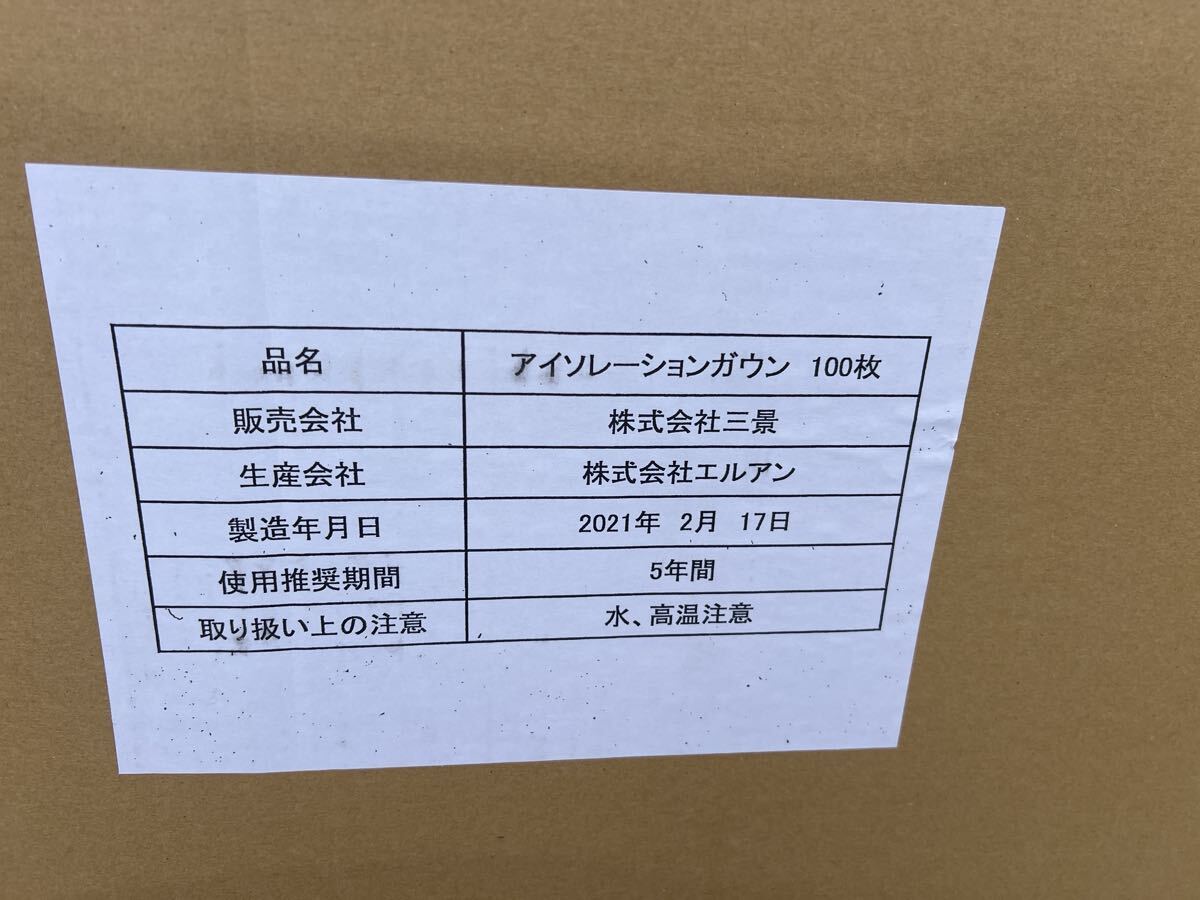 品名 アイソレーションガウン 100枚
販売会社 株式会社三景
生産会社 株式会社エルアン
製造年月日 2021年 2月 17日
使用推奨期間 5年間
取り扱い上の注意 水、高温注意